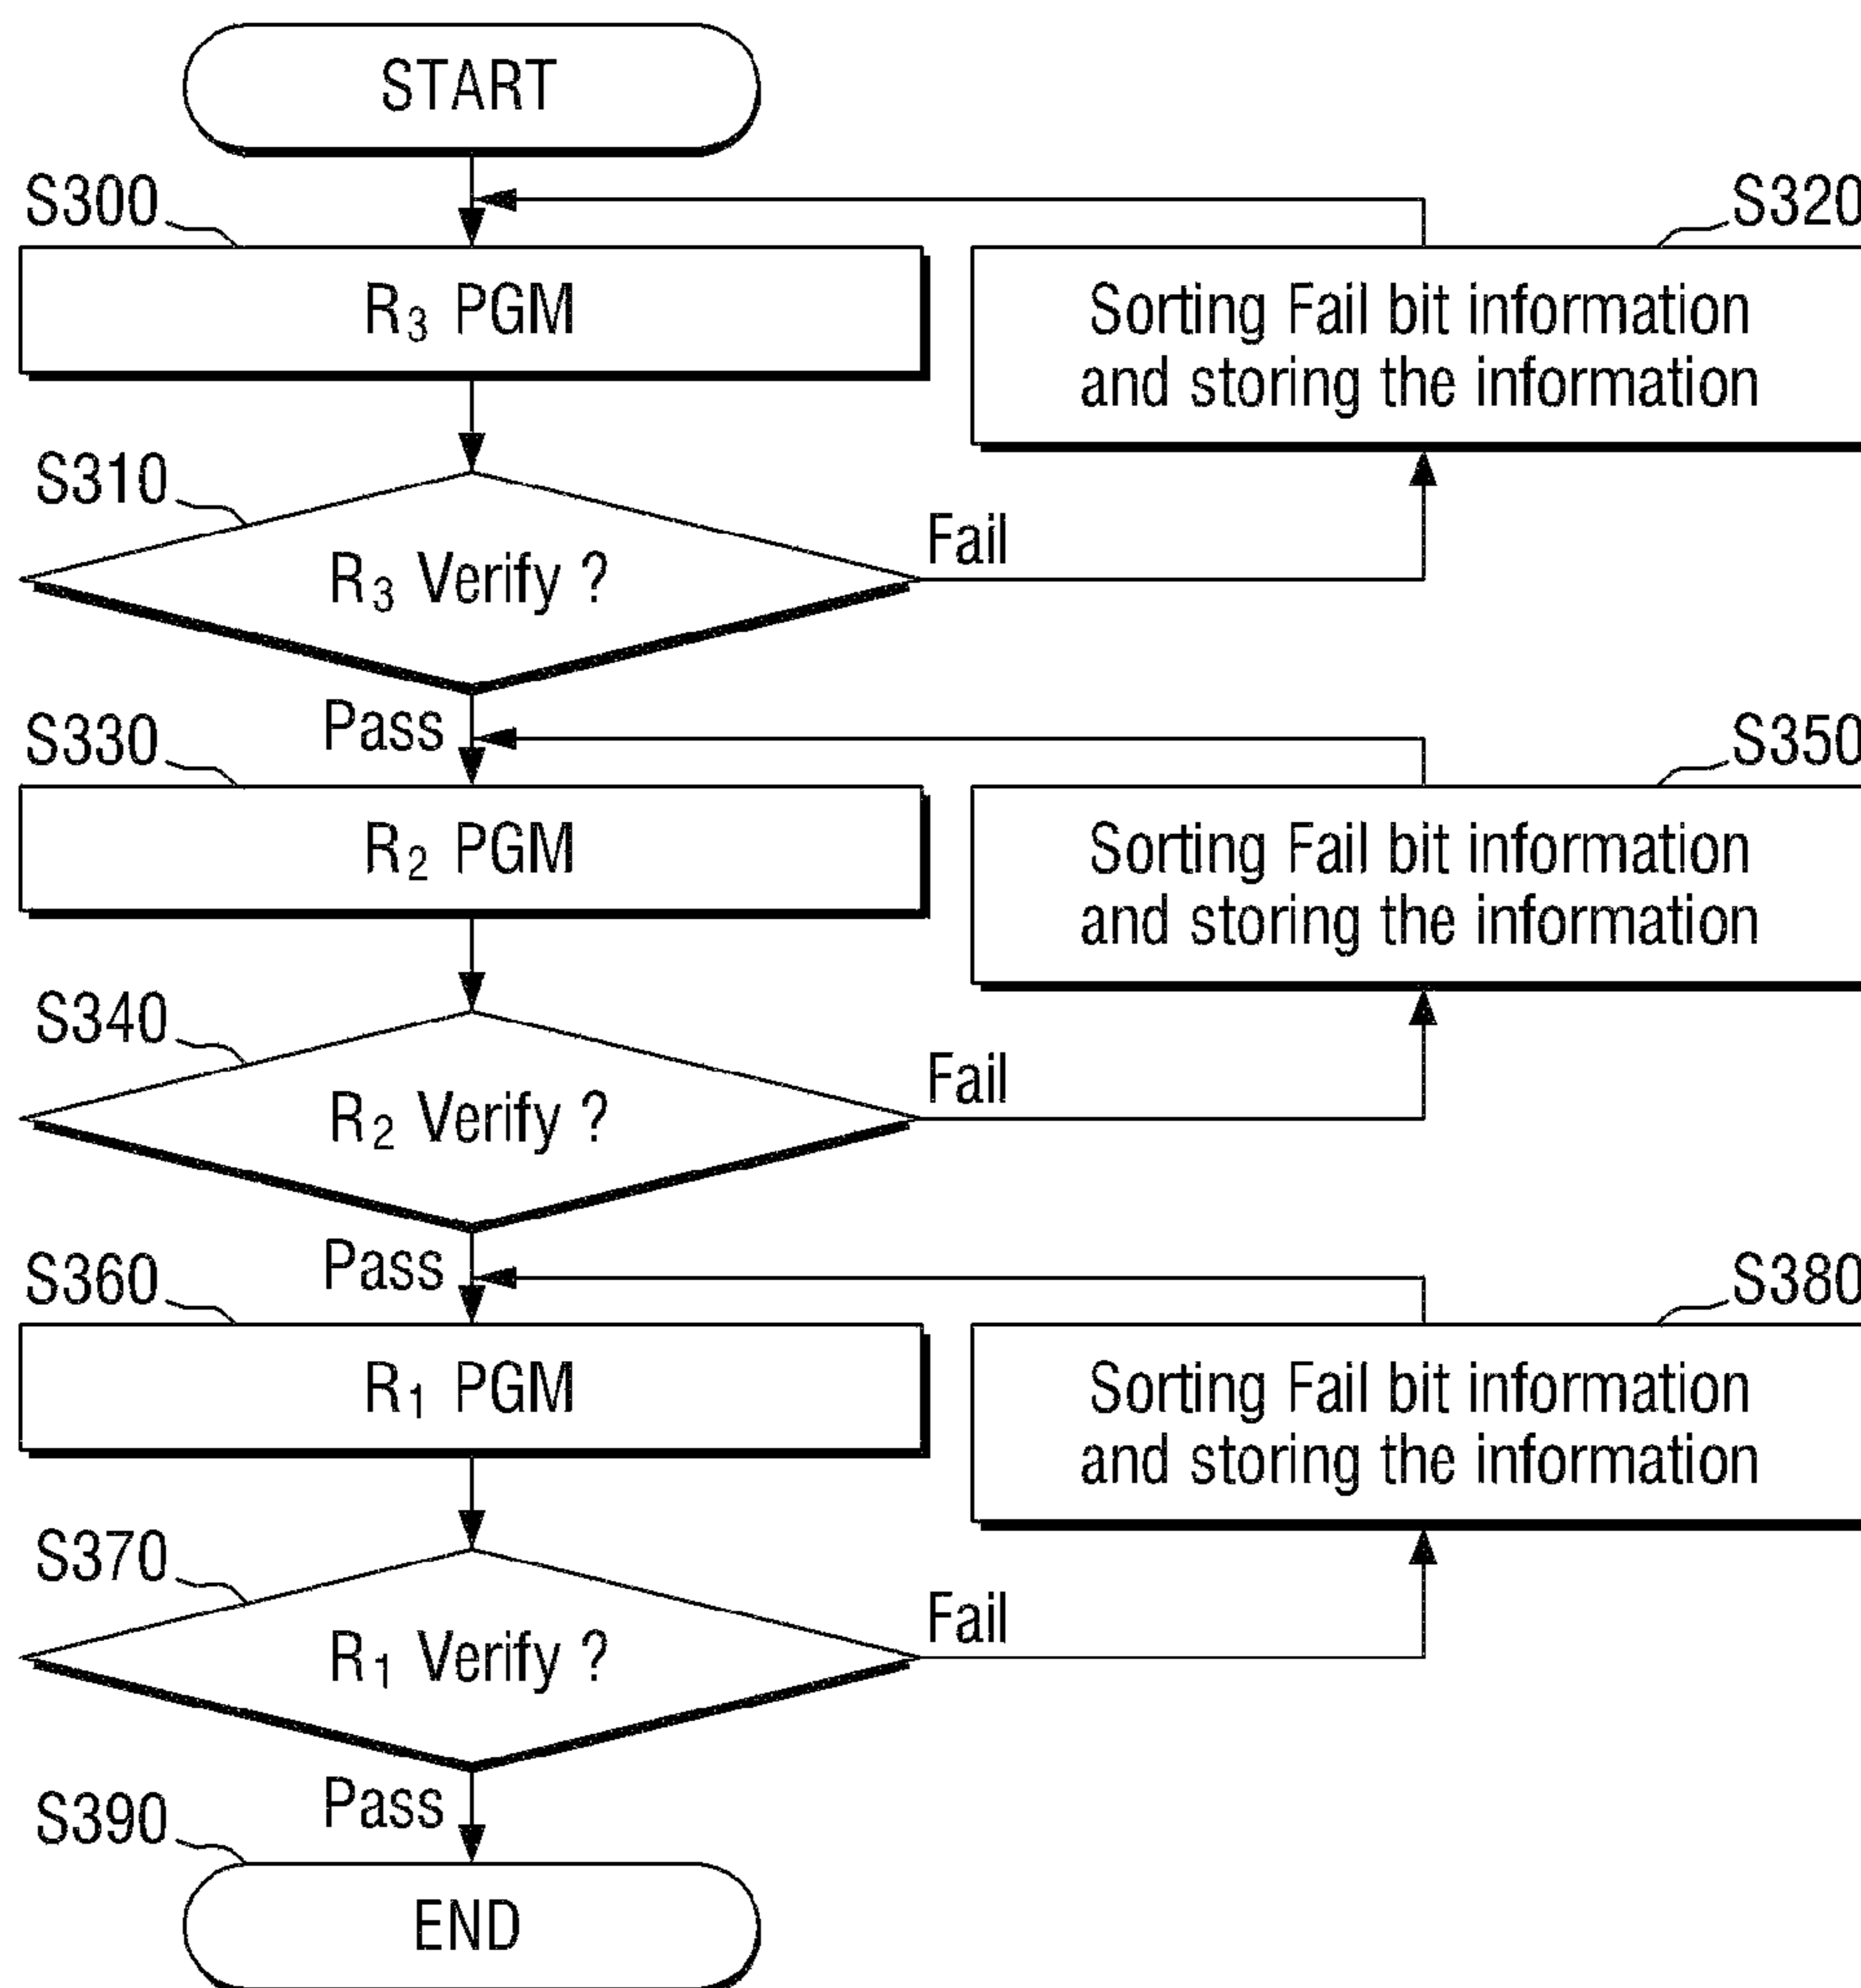 START
S300
S320
R₃ PGM
Sorting Fail bit information
and storing the information
S310
R₃ Verify ?
Fail
Pass
S330
S350
R₂ PGM
Sorting Fail bit information
and storing the information
S340
R₂ Verify ?
Fail
Pass
S360
S380
R₁ PGM
Sorting Fail bit information
and storing the information
S370
R₁ Verify ?
Fail
Pass
S390
END